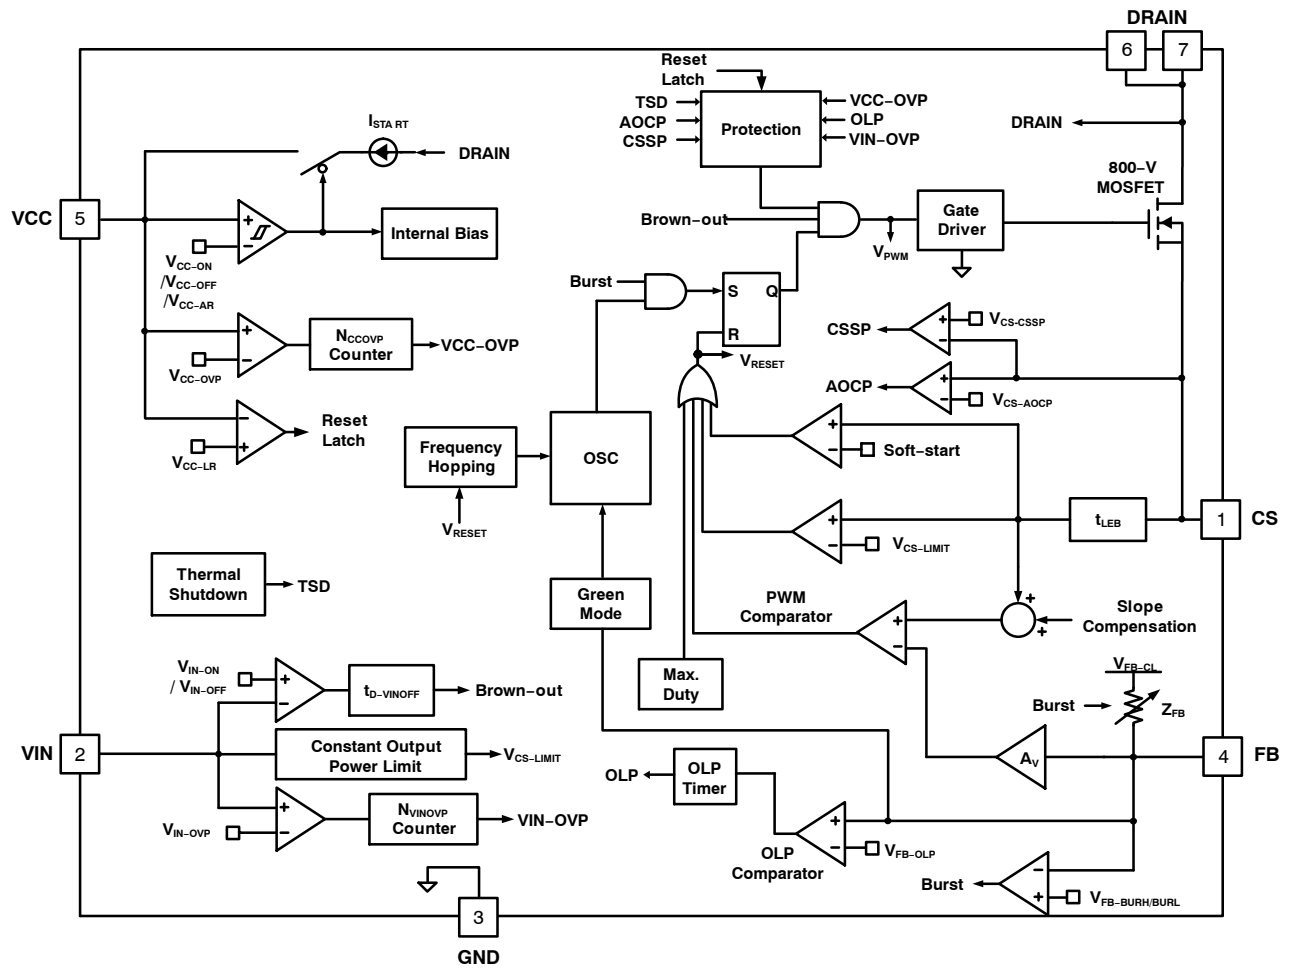 DRAIN
6
7
Reset
Latch
TSD
AOCP
CSSP
Protection
VCC-OVP
OLP
VIN-OVP
DRAIN
800-V
MOSFET
ISTART
DRAIN
VCC
5
+
-
Internal Bias
VCC-ON
/VCC-OFF
/VCC-AR
Brown-out
VPWM
Gate
Driver
Burst
S
Q
R
VRESET
+
-
VCC-OVP
NCCOVP
Counter
VCC-OVP
CSSP
+
-
VCS-CSSP
AOCP
+
-
VCS-AOCP
-
+
VCC-LR
Reset
Latch
Frequency
Hopping
VRESET
OSC
+
-
Soft-start
+
-
VCS-LIMIT
tLEB
1
CS
Thermal
Shutdown
TSD
Green
Mode
PWM
Comparator
+
-
+
+
Slope
Compensation
Max.
Duty
VIN-ON
/ VIN-OFF
+
-
tD-VINOFF
Brown-out
VFB-CL
Burst
ZFB
VIN
2
Constant Output
Power Limit
VCS-LIMIT
AV
4
FB
OLP
OLP
Timer
VIN-OVP
+
-
NVINOVP
Counter
VIN-OVP
OLP
Comparator
+
-
VFB-OLP
Burst
-
+
VFB-BURH/BURL
3
GND